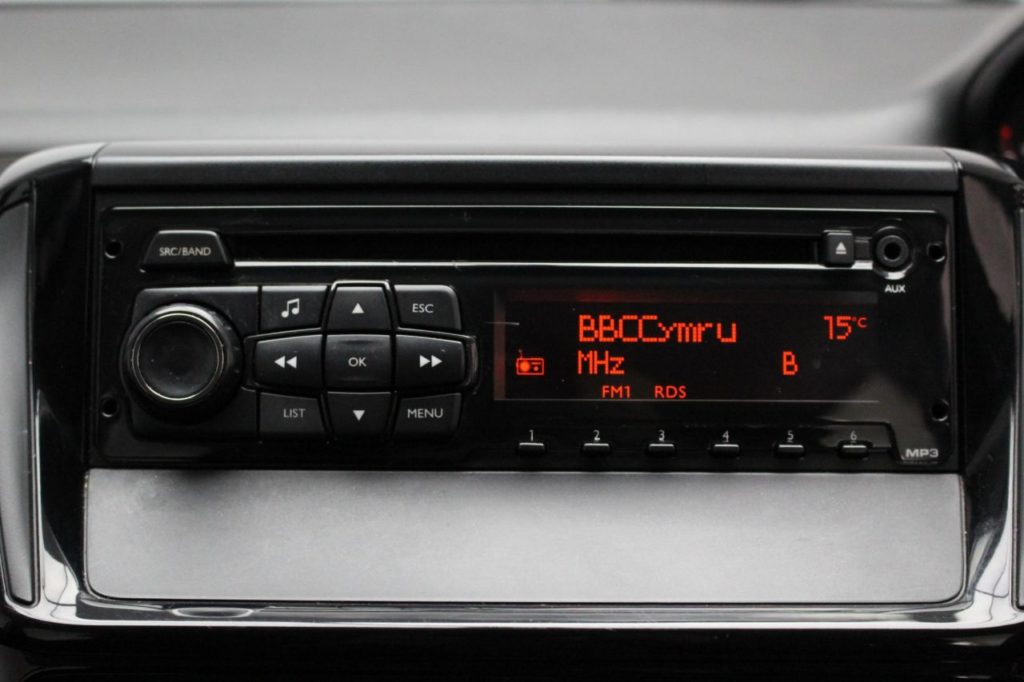 SRC/BAND
AUX
ESC
OK
LIST
MENU
BBCCymru 15°C
MHz B
FM1 RDS
1 2 3 4 5 6
MP3